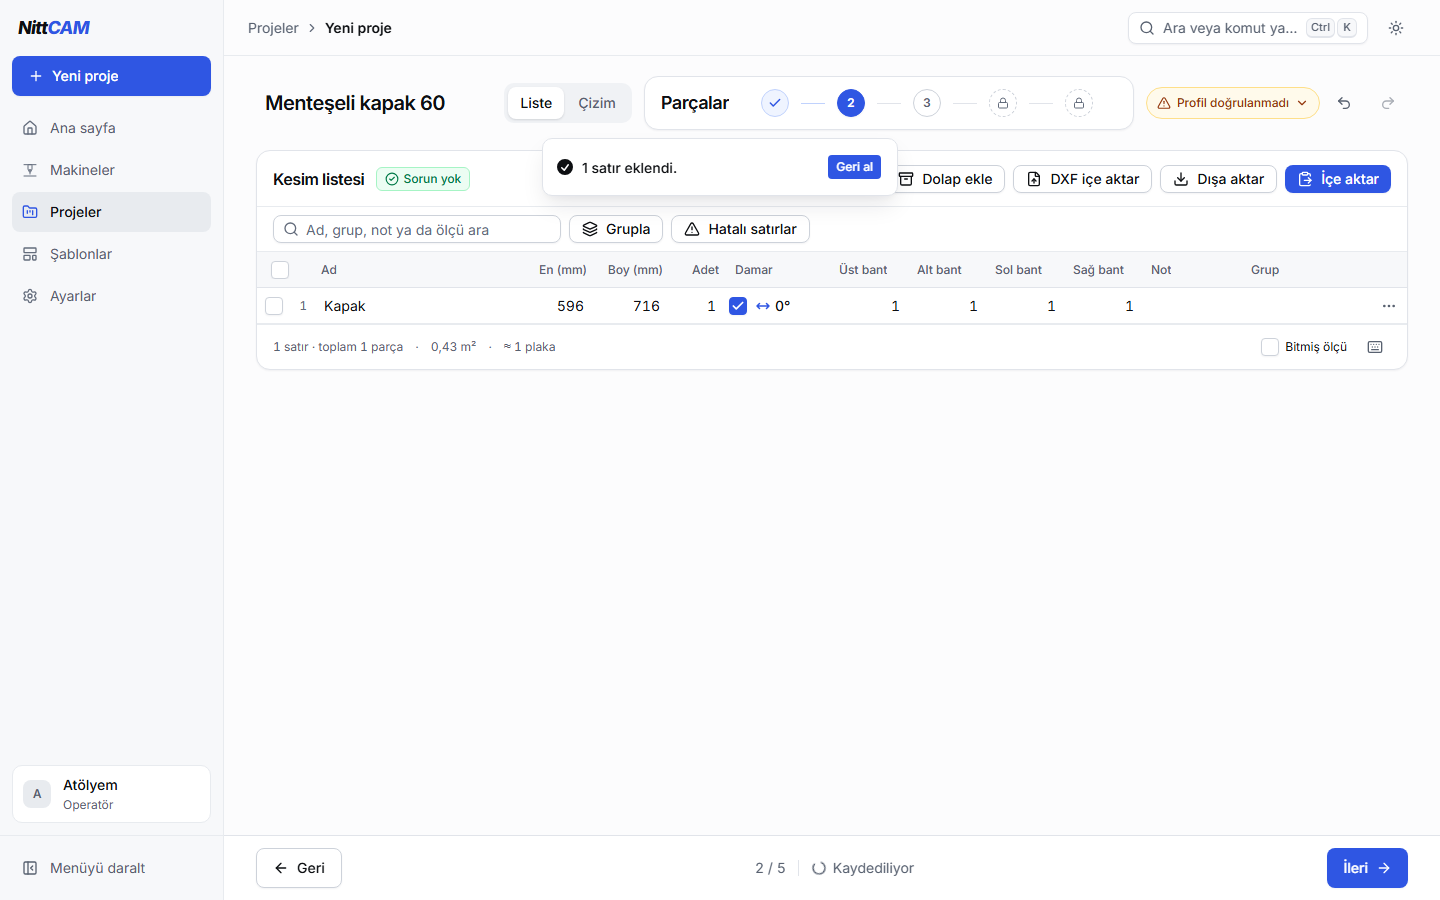 NittCAM
Yeni proje
Ana sayfa
Makineler
Projeler
Şablonlar
Ayarlar
Atölyem
A
Operatör
Menüyü daralt
Projeler > Yeni proje
Ara veya komut ya... Ctrl K
Menteşeli kapak 60
Liste Çizim
Parçalar 2 3
Profil doğrulanmadı
1 satır eklendi. Geri al
Kesim listesi Sorun yok
Dolap ekle DXF içe aktar Dışa aktar İçe aktar
Ad, grup, not ya da ölçü ara Grupla Hatalı satırlar
Ad En (mm) Boy (mm) Adet Damar Üst bant Alt bant Sol bant Sağ bant Not Grup
1 Kapak 596 716 1 0° 1 1 1 1
1 satır · toplam 1 parça · 0,43 m² · ≈ 1 plaka Bitmiş ölçü
Geri 2 / 5 Kaydediliyor İleri